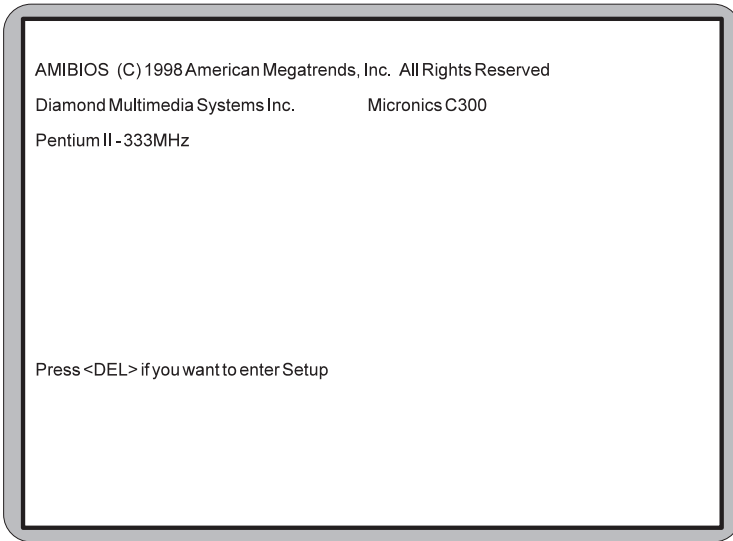 AMIBIOS (C) 1998 American Megatrends, Inc. All Rights Reserved
Diamond Multimedia Systems Inc. Micronics C300
Pentium II - 333MHz
Press <DEL> if you want to enter Setup